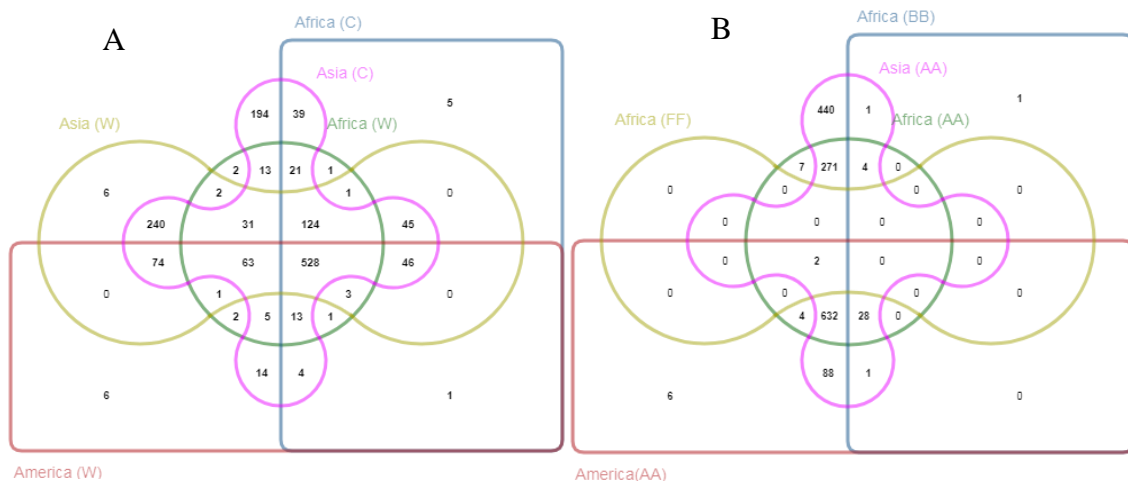 A
Africa (C)
Asia (C)
Asia (W)
Africa (W)
194 39 5
2 13 21 1
6 2 1 0
240 31 124 45
74 63 528 46
0 1 3 0
2 5 13 1
14 4
6 1
America (W)
B
Africa (BB)
Asia (AA)
Africa (FF)
Africa (AA)
440 1 1
7 271 4 0
0 0 0 0
0 0 0 0
0 2 0 0
0 0 0 0
4 632 28 0
88 1
6 0
America(AA)